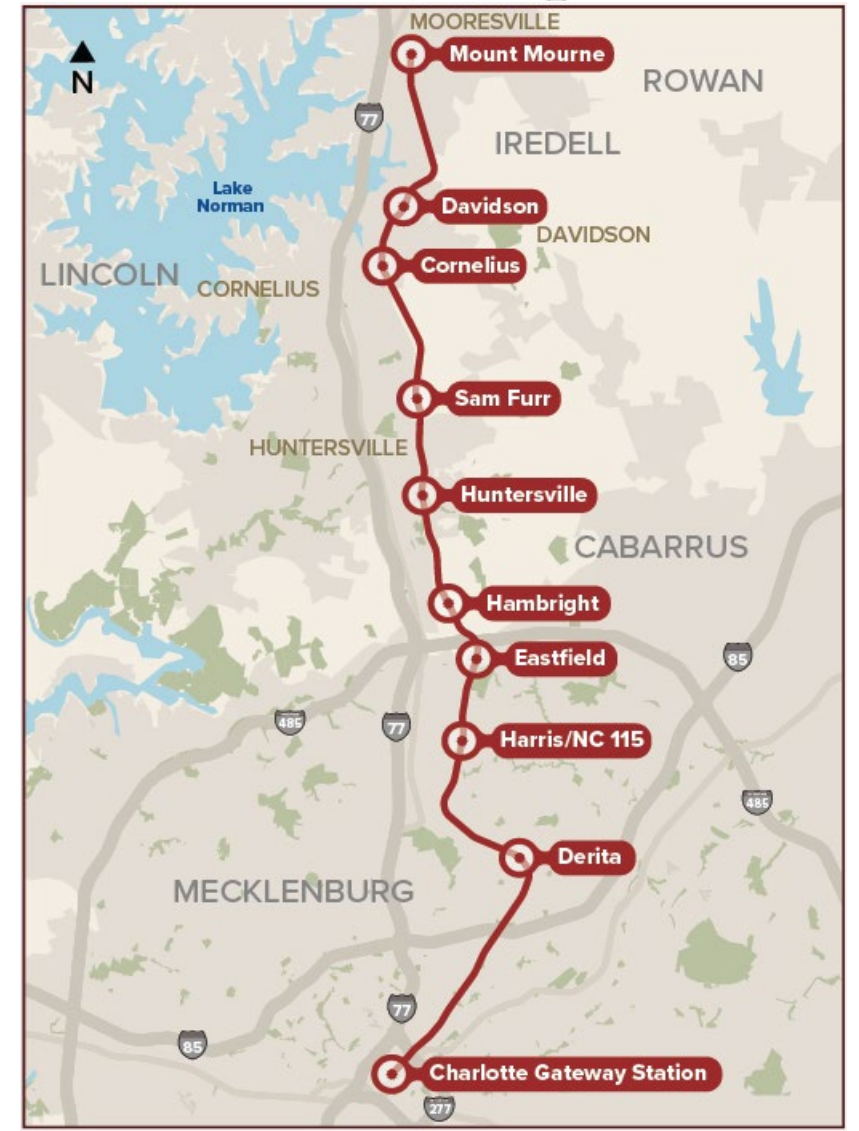 MOORESVILLE
Mount Mourne
N
ROWAN
77
IREDELL
Lake
Norman
Davidson
DAVIDSON
LINCOLN
Cornelius
CORNELIUS
Sam Furr
HUNTERSVILLE
Huntersville
CABARRUS
Hambright
Eastfield
85
485
77
Harris/NC 115
485
Derita
MECKLENBURG
77
85
Charlotte Gateway Station
277